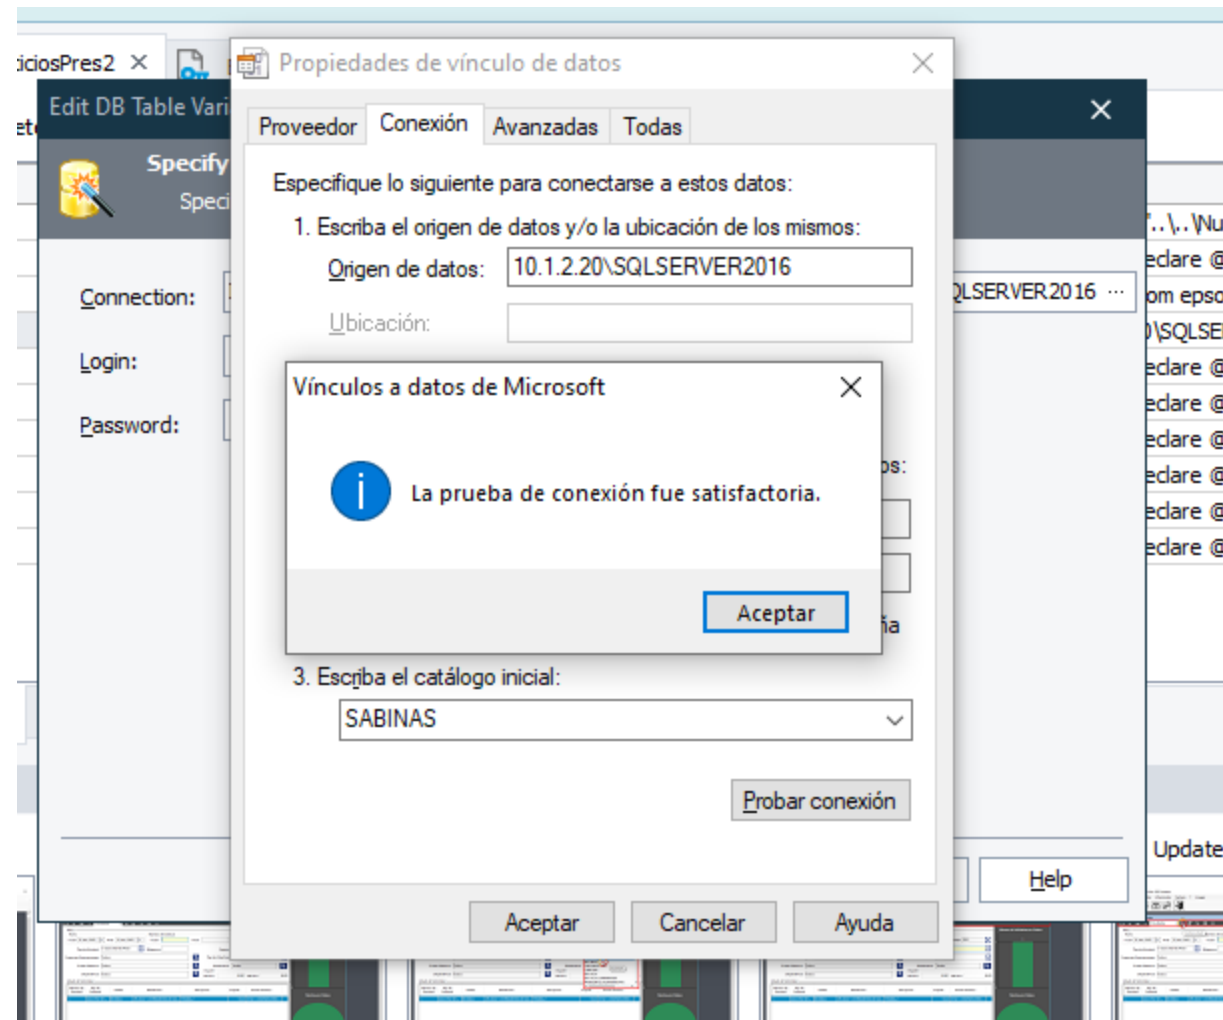 iciosPres2
Propiedades de vínculo de datos
Edit DB Table Vari
Proveedor Conexión Avanzadas Todas
Specify
Speci
Especifique lo siguiente para conectarse a estos datos:
1. Escriba el origen de datos y/o la ubicación de los mismos:
"..\..\Nu
Origen de datos: 10.1.2.20\SQLSERVER2016
eclare @
Connection:
QLSERVER2016 ...
om epso
Ubicación:
)\SQLSE
Login:
eclare @
Vínculos a datos de Microsoft
eclare @
Password:
eclare @
os:
eclare @
La prueba de conexión fue satisfactoria.
eclare @
eclare @
Aceptar
ña
3. Escriba el catálogo inicial:
SABINAS
Probar conexión
Update
Help
Aceptar Cancelar Ayuda